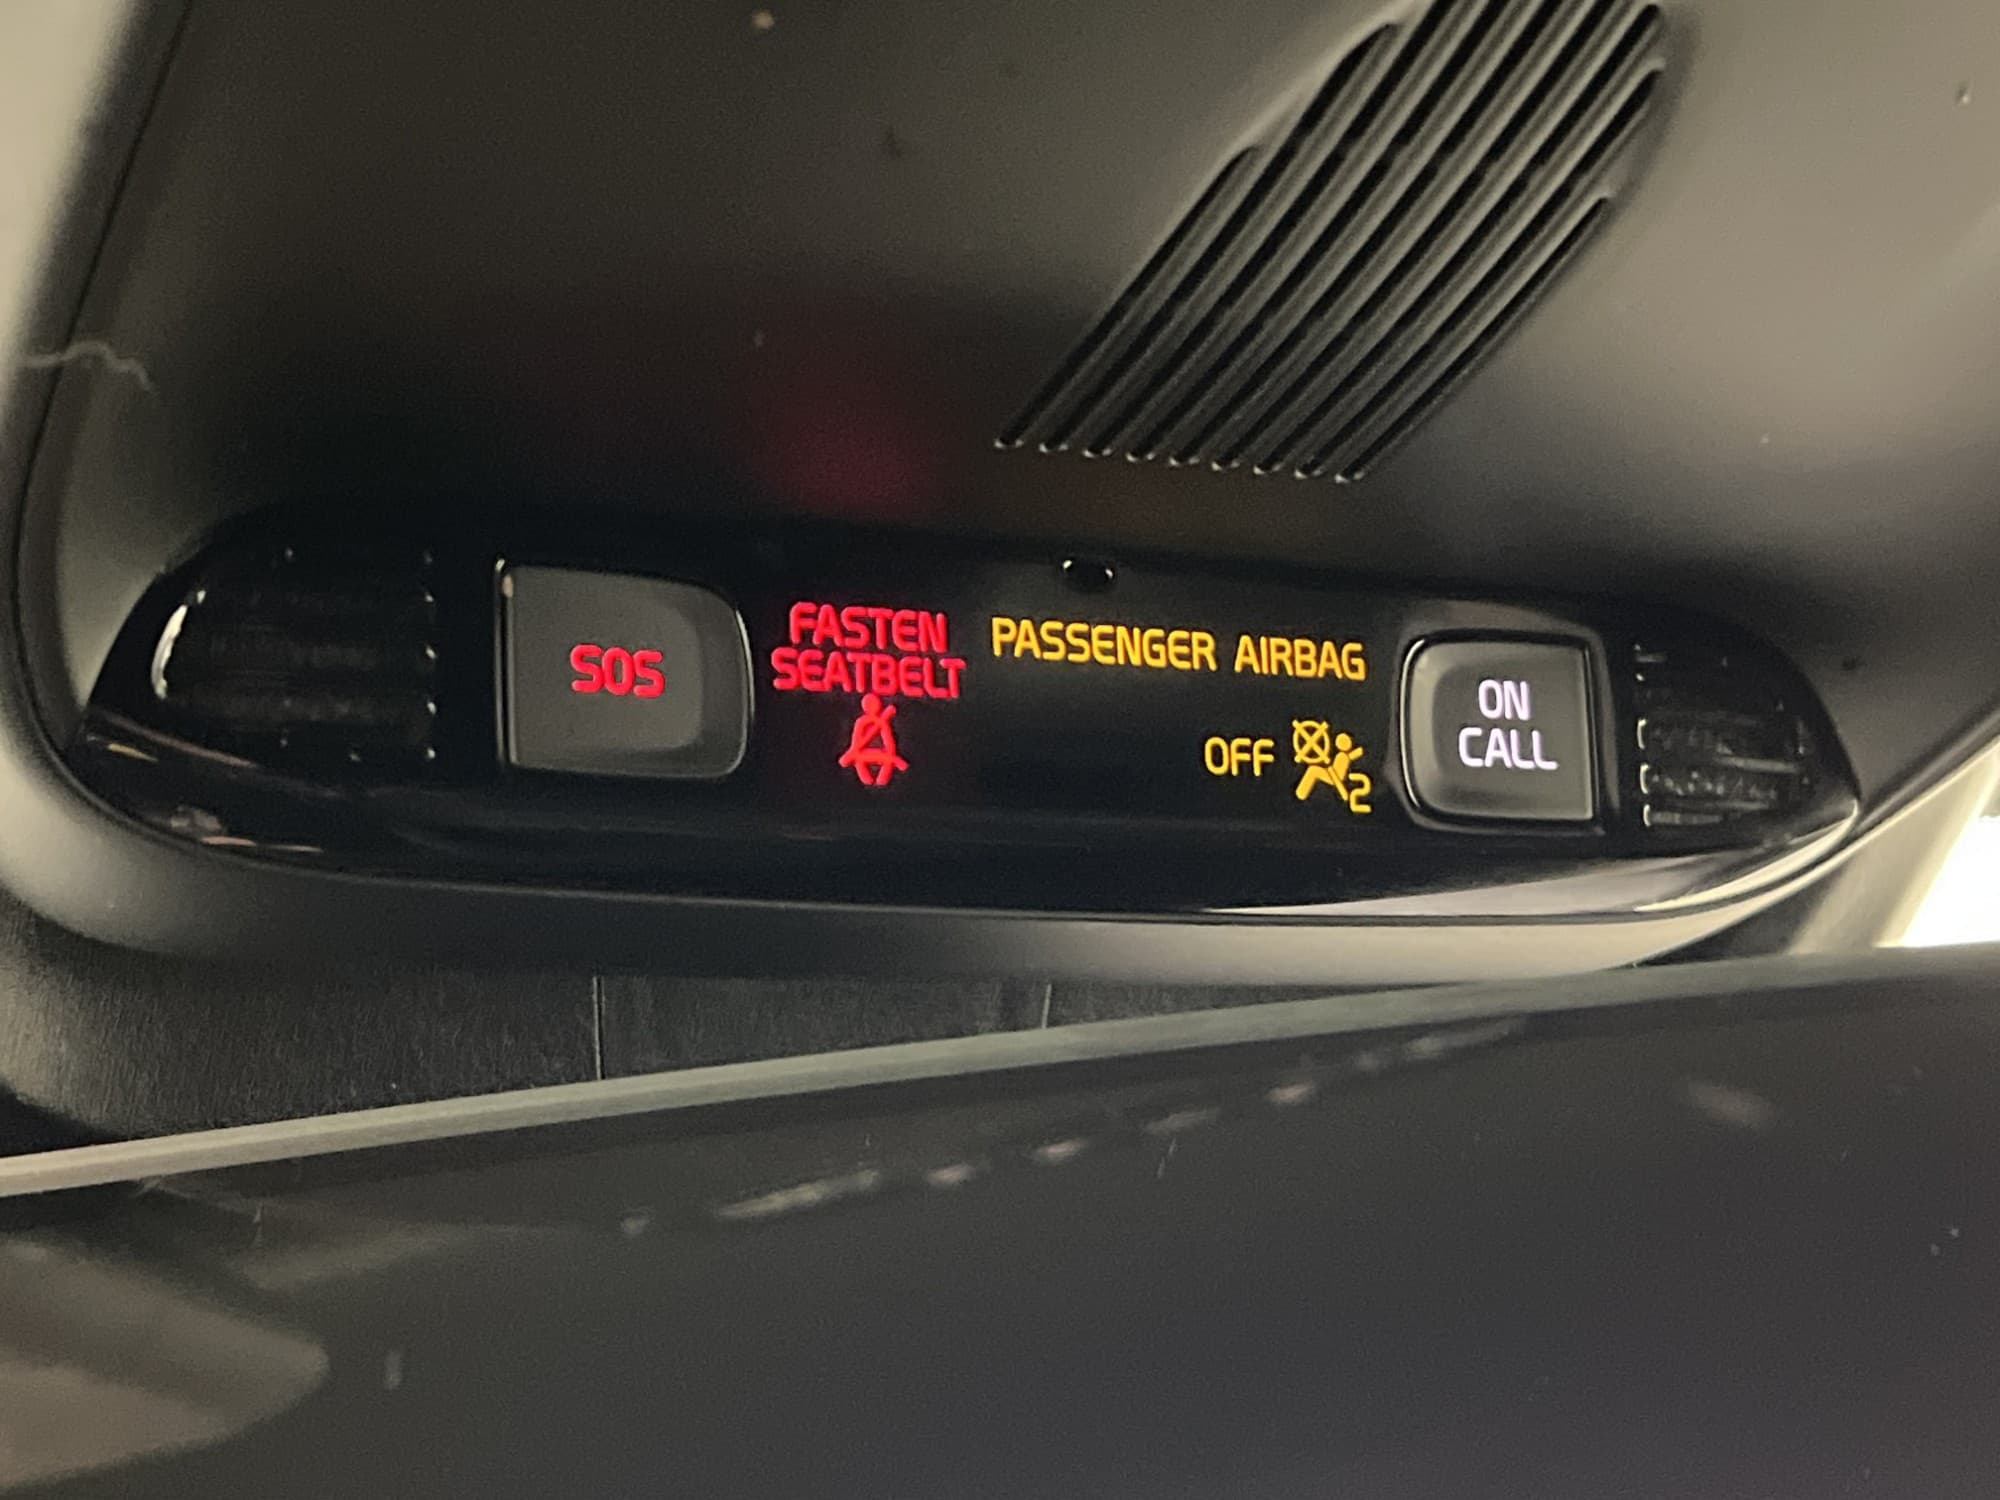 SOS
FASTEN
SEATBELT
PASSENGER AIRBAG
OFF 2
ON
CALL